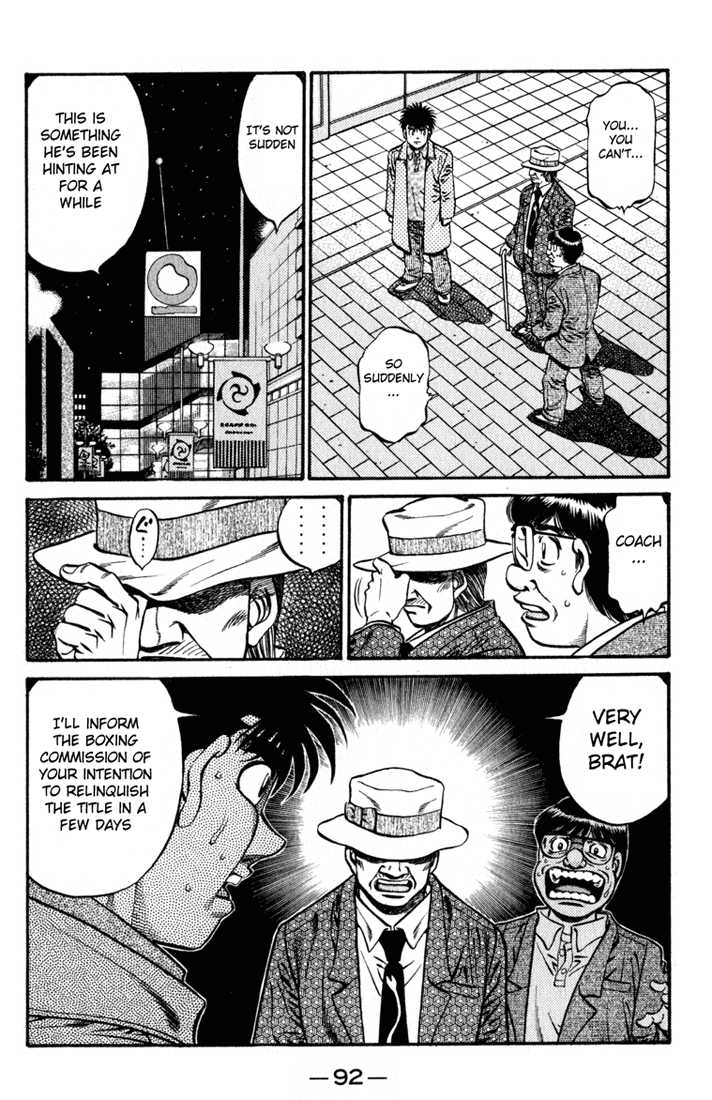 YOU...
YOU
CAN'T...
SO
SUDDENLY
...
IT'S NOT
SUDDEN
THIS IS
SOMETHING
HE'S BEEN
HINTING AT
FOR A
WHILE
COACH
...
......
ぐ...
VERY
WELL,
BRAT!
I'LL INFORM
THE BOXING
COMMISSION OF
YOUR INTENTION
TO RELINQUISH
THE TITLE IN A
FEW DAYS
— 92 —